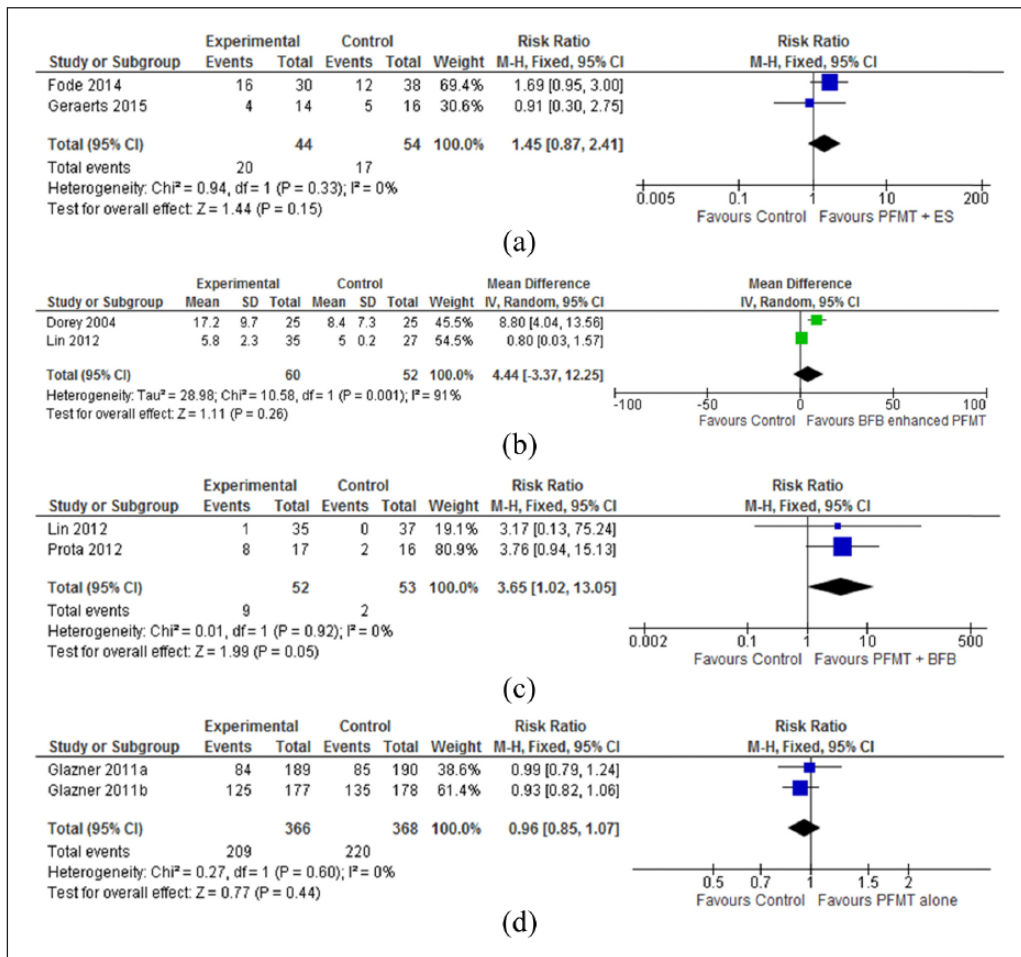 Experimental Control Risk Ratio Risk Ratio
Study or Subgroup Events Total Events Total Weight M-H, Fixed, 95% CI M-H, Fixed, 95% CI
Fode 2014 16 30 12 38 69.4% 1.69 [0.95, 3.00]
Geraerts 2015 4 14 5 16 30.6% 0.91 [0.30, 2.75]
Total (95% CI) 44 54 100.0% 1.45 [0.87, 2.41]
Total events 20 17
Heterogeneity: Chi² = 0.94, df = 1 (P = 0.33); I² = 0%
Test for overall effect: Z = 1.44 (P = 0.15)
0.005 0.1 1 10 200
Favours Control Favours PFMT + ES
(a)
Experimental Control Mean Difference Mean Difference
Study or Subgroup Mean SD Total Mean SD Total Weight IV, Random, 95% CI IV, Random, 95% CI
Dorey 2004 17.2 9.7 25 8.4 7.3 25 45.5% 8.80 [4.04, 13.56]
Lin 2012 5.8 2.3 35 5 0.2 27 54.5% 0.80 [0.03, 1.57]
Total (95% CI) 60 52 100.0% 4.44 [-3.37, 12.25]
Heterogeneity: Tau² = 28.98; Chi² = 10.58, df = 1 (P = 0.001); I² = 91%
Test for overall effect: Z = 1.11 (P = 0.26)
-100 -50 0 50 100
Favours Control Favours BFB enhanced PFMT
(b)
Experimental Control Risk Ratio Risk Ratio
Study or Subgroup Events Total Events Total Weight M-H, Fixed, 95% CI M-H, Fixed, 95% CI
Lin 2012 1 35 0 37 19.1% 3.17 [0.13, 75.24]
Prota 2012 8 17 2 16 80.9% 3.76 [0.94, 15.13]
Total (95% CI) 52 53 100.0% 3.65 [1.02, 13.05]
Total events 9 2
Heterogeneity: Chi² = 0.01, df = 1 (P = 0.92); I² = 0%
Test for overall effect: Z = 1.99 (P = 0.05)
0.002 0.1 1 10 500
Favours Control Favours PFMT + BFB
(c)
Experimental Control Risk Ratio Risk Ratio
Study or Subgroup Events Total Events Total Weight M-H, Fixed, 95% CI M-H, Fixed, 95% CI
Glazner 2011a 84 189 85 190 38.6% 0.99 [0.79, 1.24]
Glazner 2011b 125 177 135 178 61.4% 0.93 [0.82, 1.06]
Total (95% CI) 366 368 100.0% 0.96 [0.85, 1.07]
Total events 209 220
Heterogeneity: Chi² = 0.27, df = 1 (P = 0.60); I² = 0%
Test for overall effect: Z = 0.77 (P = 0.44)
0.5 0.7 1 1.5 2
Favours Control Favours PFMT alone
(d)